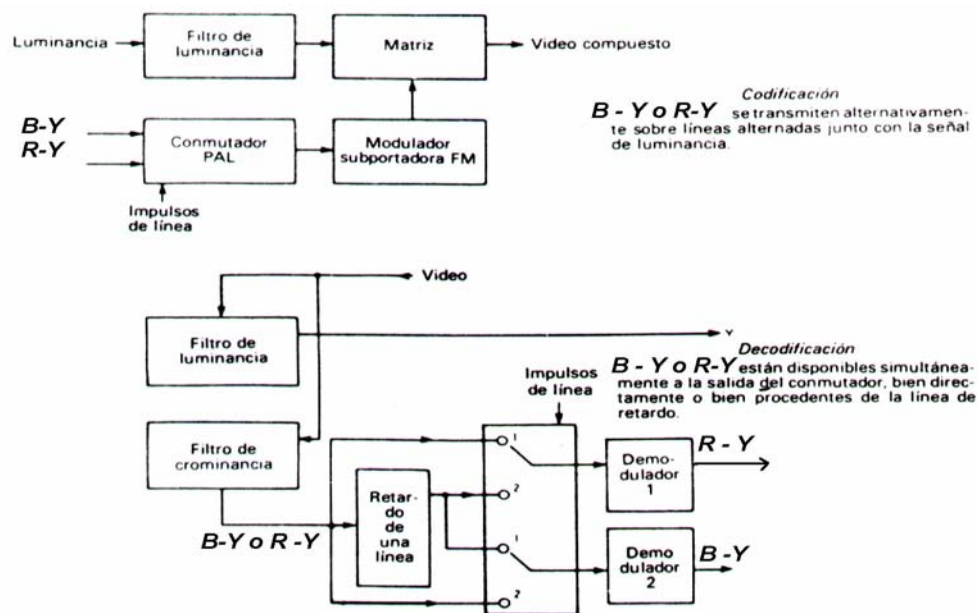 Luminancia
Filtro de
luminancia
Matriz
Video compuesto
B-Y
R-Y
Conmutador
PAL
Modulador
subportadora FM
Impulsos
de línea
Codificación
B - Y o R-Y se transmiten alternativamen-
te sobre líneas alternadas junto con la señal
de luminancia.
Video
Filtro de
luminancia
Y
Decodificación
B - Y o R-Y están disponibles simultánea-
mente a la salida del conmutador, bien direc-
tamente o bien procedentes de la línea de
retardo.
Impulsos
de línea
Filtro de
crominancia
B-Y o R -Y
Retar-
do
de
una
línea
1
2
1
2
Demo-
dulador
1
R - Y
Demo
dulador
2
B -Y